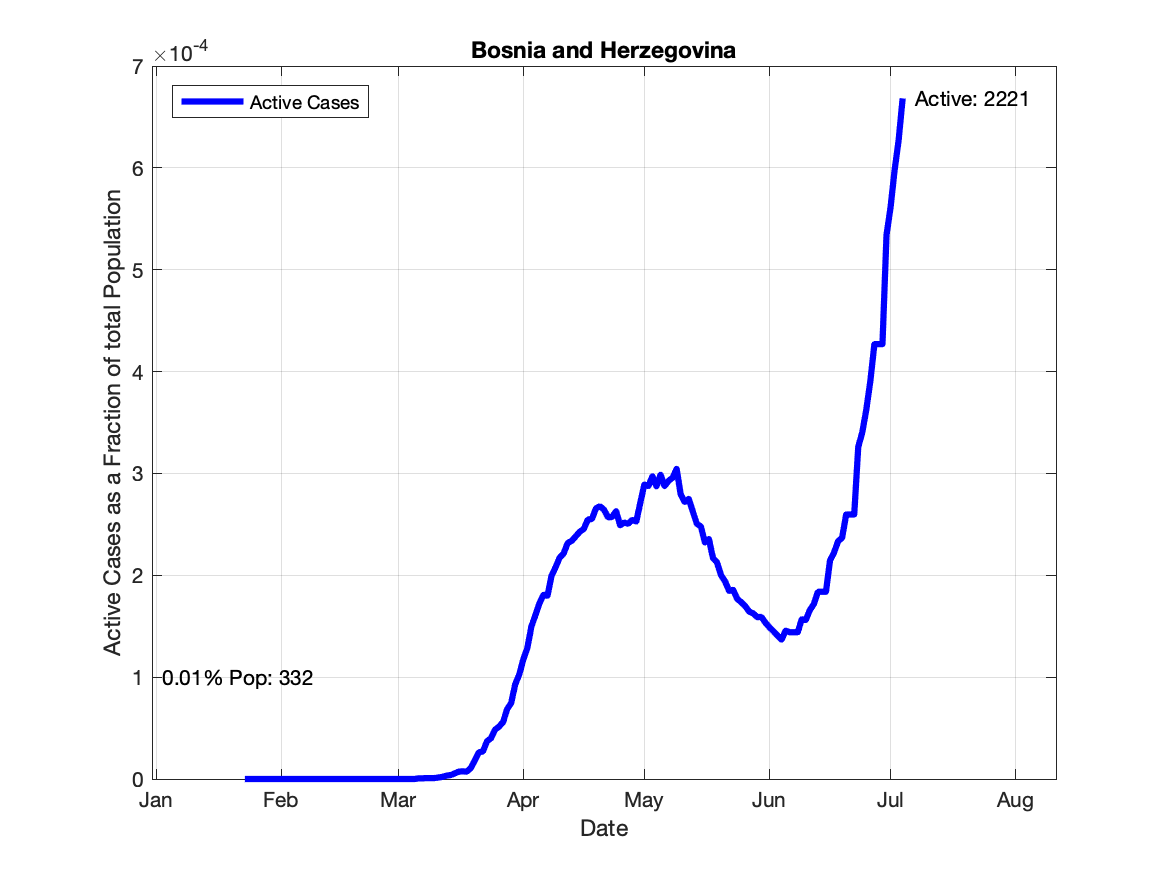 Bosnia and Herzegovina
×10⁻⁴
7
6
5
4
3
2
1
0
Active Cases as a Fraction of total Population
Active Cases
Active: 2221
0.01% Pop: 332
Jan Feb Mar Apr May Jun Jul Aug
Date